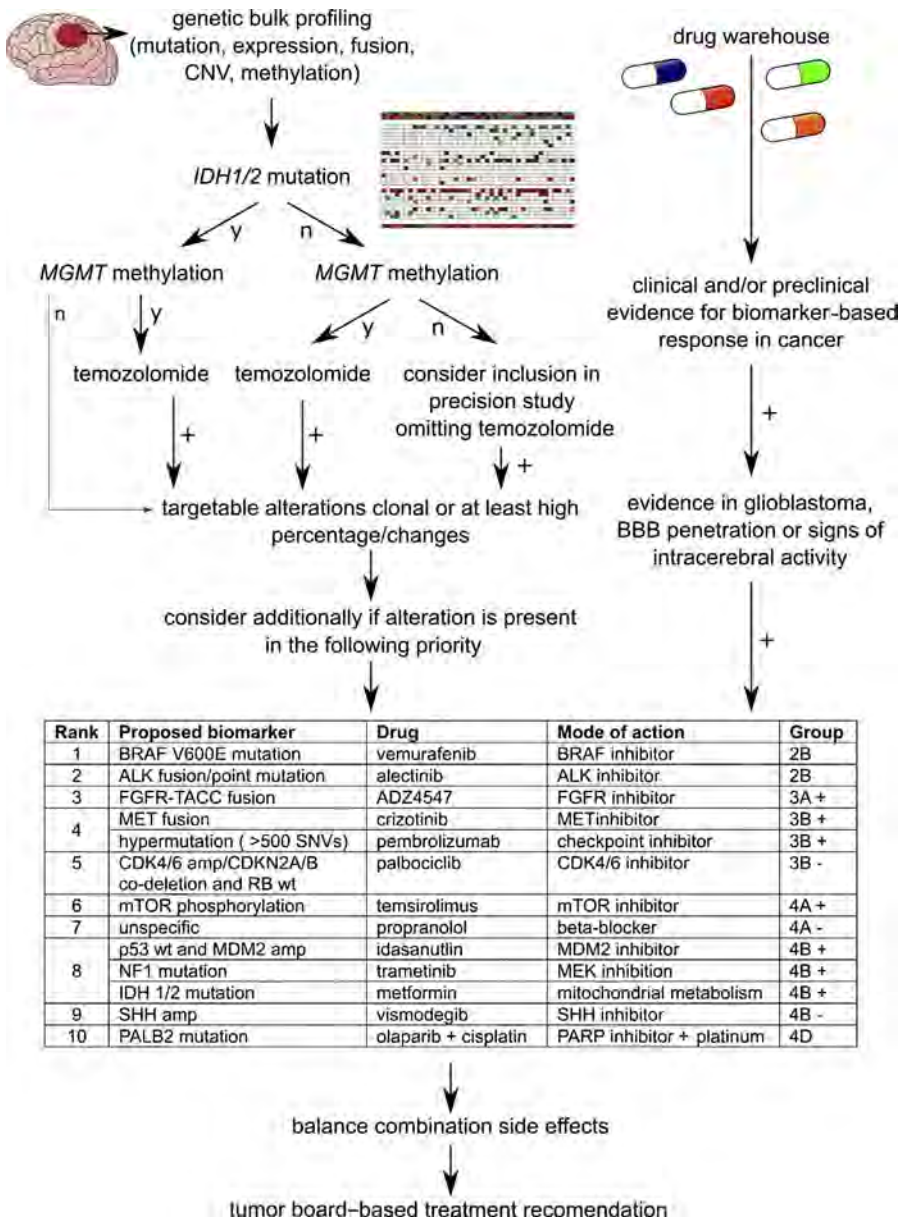 genetic bulk profiling
(mutation, expression, fusion,
CNV, methylation)
IDH1/2 mutation
y
n
MGMT methylation
MGMT methylation
n
y
y
n
temozolomide
temozolomide
consider inclusion in
precision study
omitting temozolomide
+
+
+
targetable alterations clonal or at least high
percentage/changes
consider additionally if alteration is present
in the following priority
drug warehouse
clinical and/or preclinical
evidence for biomarker-based
response in cancer
+
evidence in glioblastoma,
BBB penetration or signs of
intracerebral activity
+
Rank Proposed biomarker Drug Mode of action Group
1 BRAF V600E mutation vemurafenib BRAF inhibitor 2B
2 ALK fusion/point mutation alectinib ALK inhibitor 2B
3 FGFR-TACC fusion ADZ4547 FGFR inhibitor 3A +
4 MET fusion crizotinib METinhibitor 3B +
hypermutation ( >500 SNVs) pembrolizumab checkpoint inhibitor 3B +
5 CDK4/6 amp/CDKN2A/B palbociclib CDK4/6 inhibitor 3B -
co-deletion and RB wt
6 mTOR phosphorylation temsirolimus mTOR inhibitor 4A +
7 unspecific propranolol beta-blocker 4A -
8 p53 wt and MDM2 amp idasanutlin MDM2 inhibitor 4B +
NF1 mutation trametinib MEK inhibition 4B +
IDH 1/2 mutation metformin mitochondrial metabolism 4B +
9 SHH amp vismodegib SHH inhibitor 4B -
10 PALB2 mutation olaparib + cisplatin PARP inhibitor + platinum 4D
balance combination side effects
tumor board–based treatment recomendation